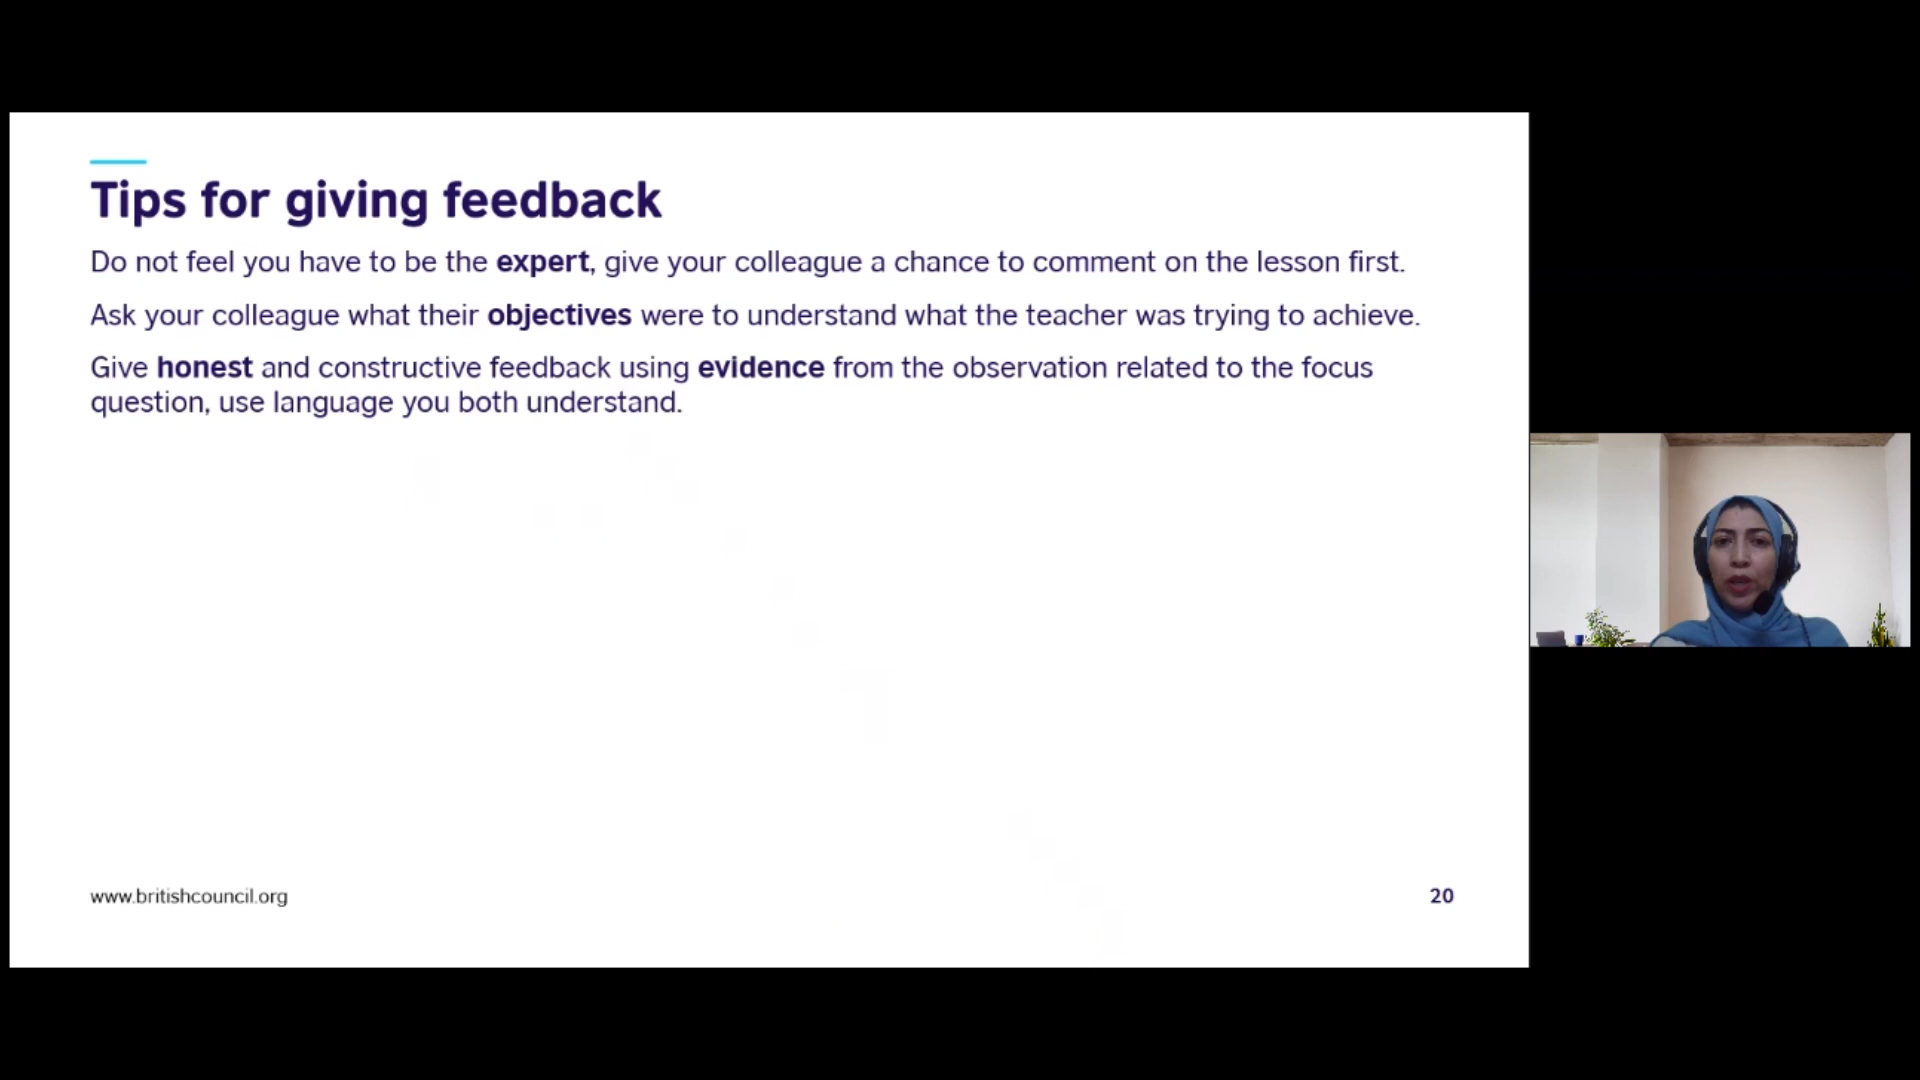 Tips for giving feedback
Do not feel you have to be the expert, give your colleague a chance to comment on the lesson first.
Ask your colleague what their objectives were to understand what the teacher was trying to achieve.
Give honest and constructive feedback using evidence from the observation related to the focus
question, use language you both understand.
www.britishcouncil.org
20